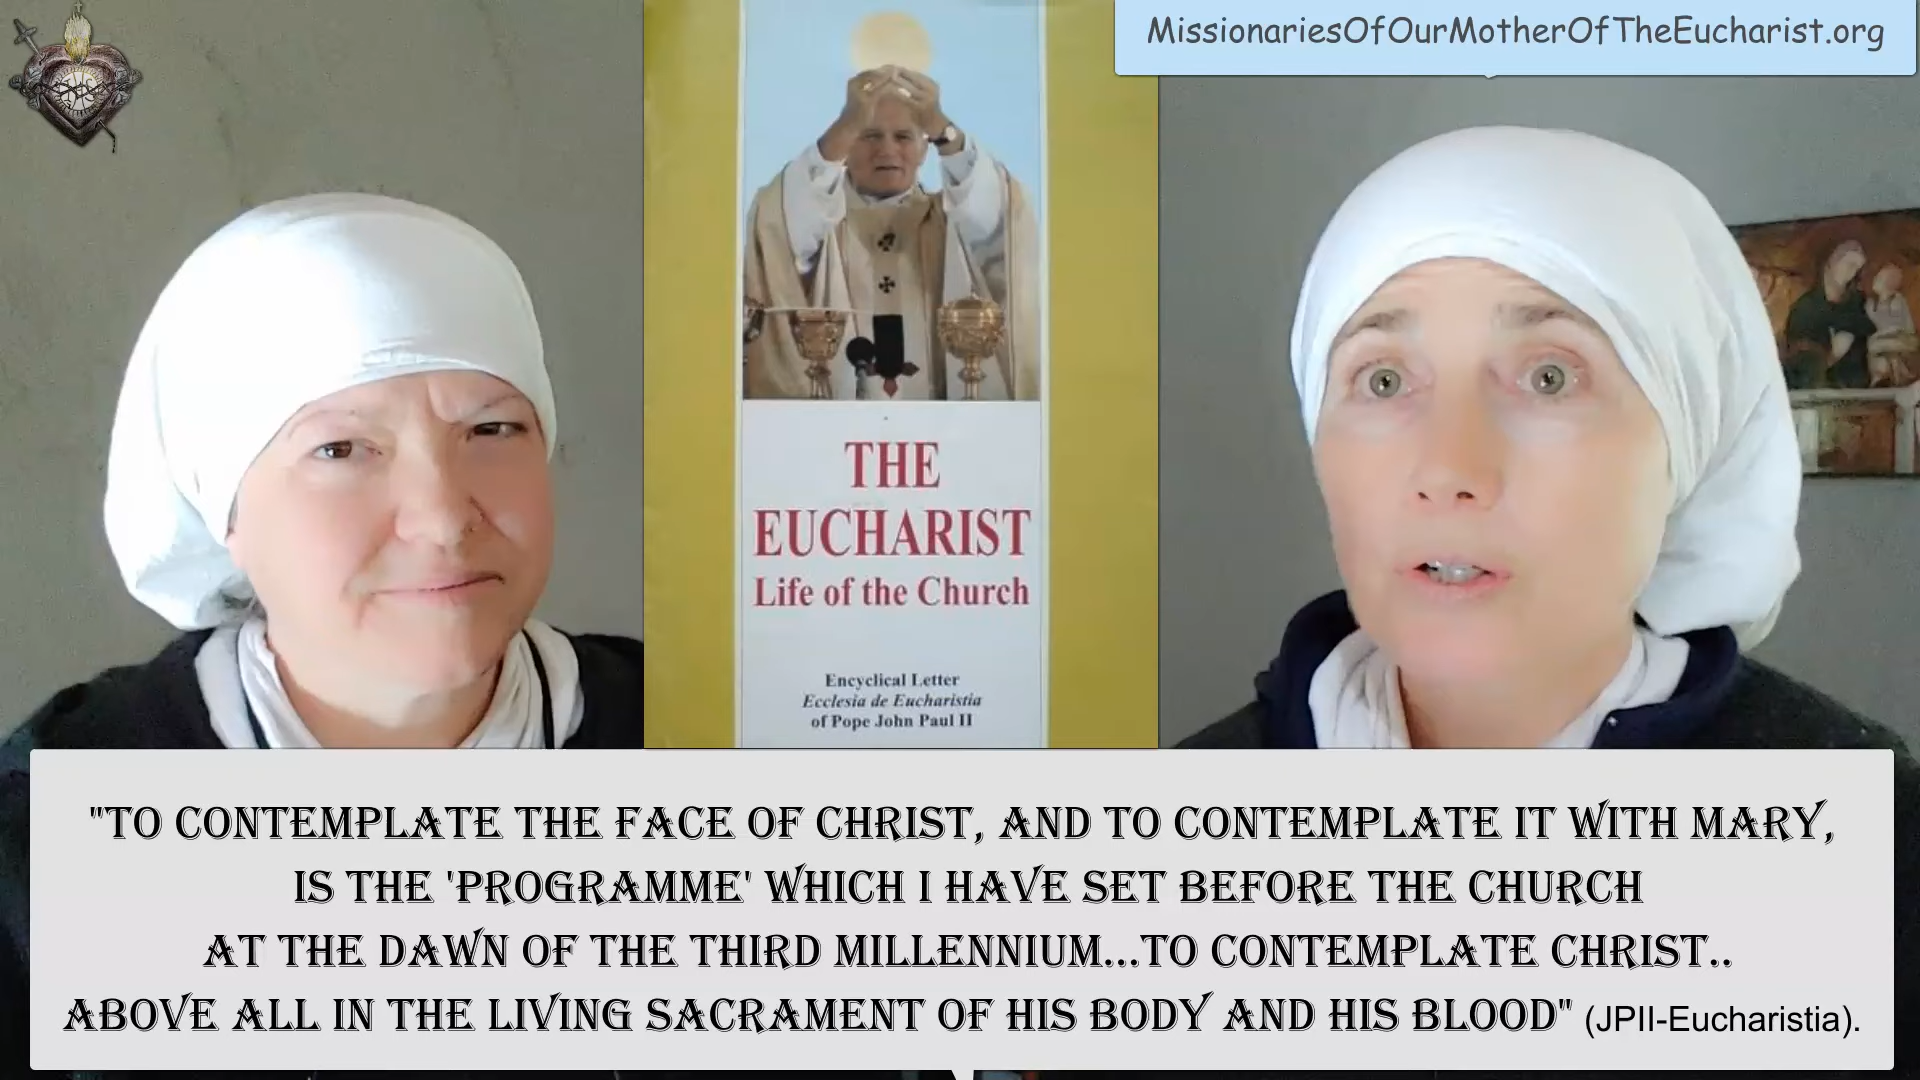 MissionariesOfOurMotherOfTheEucharist.org
THE
EUCHARIST
Life of the Church
Encyclical Letter
Ecclesia de Eucharistia
of Pope John Paul II
"TO CONTEMPLATE THE FACE OF CHRIST, AND TO CONTEMPLATE IT WITH MARY,
IS THE 'PROGRAMME' WHICH I HAVE SET BEFORE THE CHURCH
AT THE DAWN OF THE THIRD MILLENNIUM...TO CONTEMPLATE CHRIST..
ABOVE ALL IN THE LIVING SACRAMENT OF HIS BODY AND HIS BLOOD" (JPII-Eucharistia).